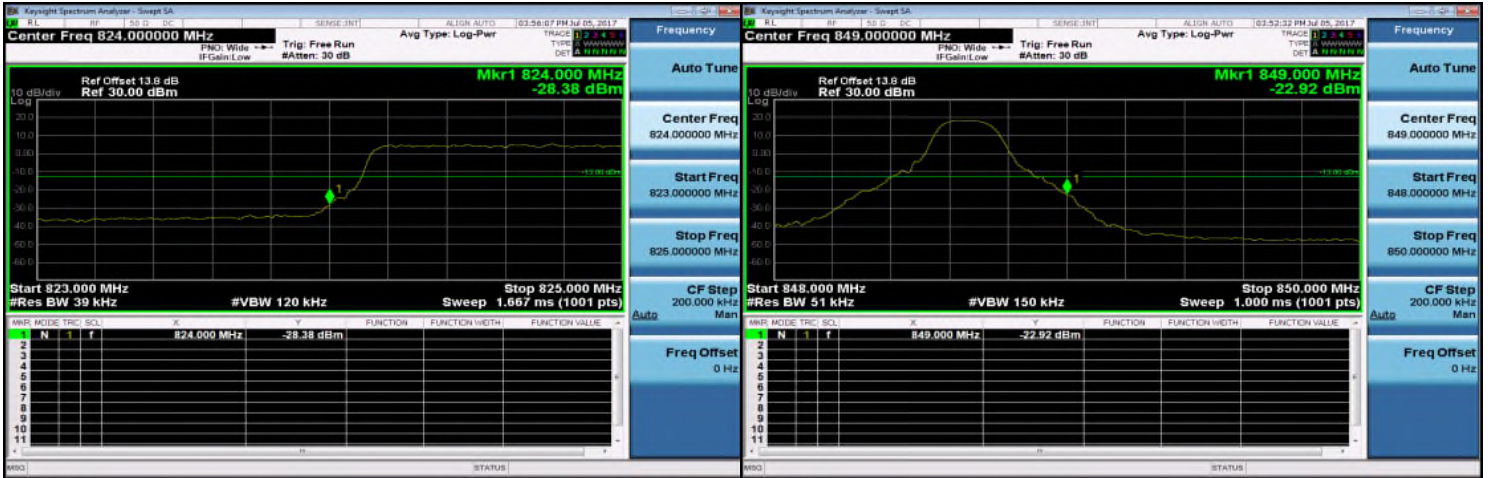 Keysight Spectrum Analyzer - Swept SA
RL RF 50 Ω DC SENSE:INT ALIGN AUTO 03:56:07 PM Jul 05, 2017
Center Freq 824.000000 MHz
PNO: Wide
IFGain:Low
Trig: Free Run
#Atten: 30 dB
Avg Type: Log-Pwr
TRACE 1 2 3 4 5 6
TYPE A WWWWW
DET A N N N N N
Ref Offset 13.8 dB
Ref 30.00 dBm
10 dB/div
Log
Mkr1 824.000 MHz
-28.38 dBm
20.0
10.0
0.00
-10.0
-20.0
-30.0
-40.0
-50.0
-60.0
-13.00 dBm
1
Start 823.000 MHz
Stop 825.000 MHz
#Res BW 39 kHz
#VBW 120 kHz
Sweep 1.667 ms (1001 pts)
MKR MODE TRC SCL X Y FUNCTION FUNCTION WIDTH FUNCTION VALUE
1 N 1 f 824.000 MHz -28.38 dBm
2
3
4
5
6
7
8
9
10
11
MSG STATUS
Frequency
Auto Tune
Center Freq
824.000000 MHz
Start Freq
823.000000 MHz
Stop Freq
825.000000 MHz
CF Step
200.000 kHz
Auto Man
Freq Offset
0 Hz
Keysight Spectrum Analyzer - Swept SA
RL RF 50 Ω DC SENSE:INT ALIGN AUTO 03:52:32 PM Jul 05, 2017
Center Freq 849.000000 MHz
PNO: Wide
IFGain:Low
Trig: Free Run
#Atten: 30 dB
Avg Type: Log-Pwr
TRACE 1 2 3 4 5 6
TYPE A WWWWW
DET A N N N N N
Ref Offset 13.8 dB
Ref 30.00 dBm
10 dB/div
Log
Mkr1 849.000 MHz
-22.92 dBm
20.0
10.0
0.00
-10.0
-20.0
-30.0
-40.0
-50.0
-60.0
-13.00 dBm
1
Start 848.000 MHz
Stop 850.000 MHz
#Res BW 51 kHz
#VBW 150 kHz
Sweep 1.000 ms (1001 pts)
MKR MODE TRC SCL X Y FUNCTION FUNCTION WIDTH FUNCTION VALUE
1 N 1 f 849.000 MHz -22.92 dBm
2
3
4
5
6
7
8
9
10
11
MSG STATUS
Frequency
Auto Tune
Center Freq
849.000000 MHz
Start Freq
848.000000 MHz
Stop Freq
850.000000 MHz
CF Step
200.000 kHz
Auto Man
Freq Offset
0 Hz